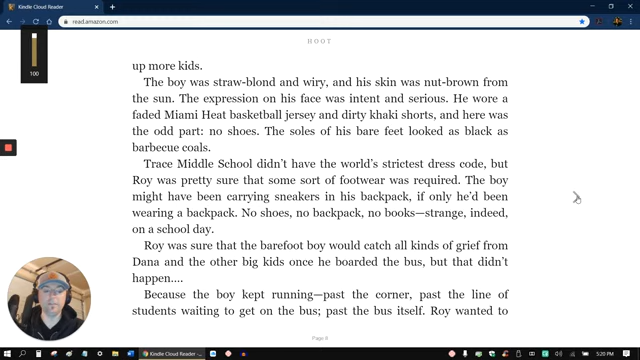 Kindle Cloud Reader
read.amazon.com
HOOT
100
up more kids.
The boy was straw-blond and wiry, and his skin was nut-brown from
the sun. The expression on his face was intent and serious. He wore a
faded Miami Heat basketball jersey and dirty khaki shorts, and here was
the odd part: no shoes. The soles of his bare feet looked as black as
barbecue coals.
Trace Middle School didn’t have the world’s strictest dress code, but
Roy was pretty sure that some sort of footwear was required. The boy
might have been carrying sneakers in his backpack, if only he’d been
wearing a backpack. No shoes, no backpack, no books—strange, indeed,
on a school day.
Roy was sure that the barefoot boy would catch all kinds of grief from
Dana and the other big kids once he boarded the bus, but that didn’t
happen....
Because the boy kept running—past the corner, past the line of
students waiting to get on the bus; past the bus itself. Roy wanted to
Page 8
Kindle Cloud Reader - ...
5:20 PM